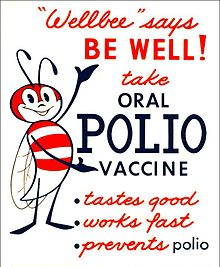 "Wellbee" says
BE WELL!
take
ORAL
POLIO
VACCINE
• tastes good
• works fast
• prevents polio